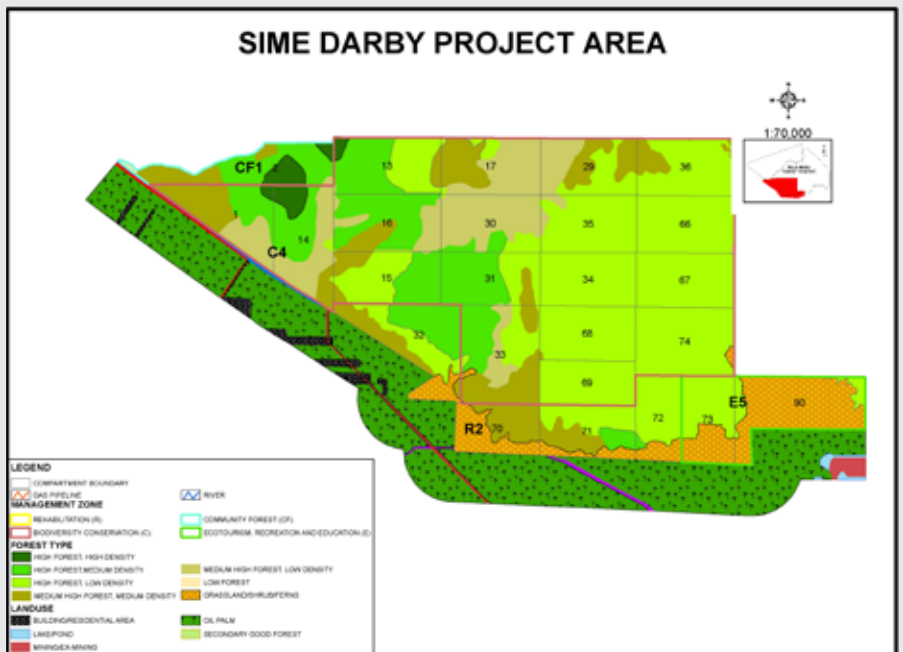 SIME DARBY PROJECT AREA
1:70,000
CF1
2
13
17
29
36
1
C4
14
16
30
35
66
15
31
34
67
32
33
68
74
69
R2
70
71
72
73
E5
90
LEGEND
COMPARTMENT BOUNDARY
GAS PIPELINE
RIVER
MANAGEMENT ZONE
REHABILITATION (R)
COMMUNITY FOREST (CF)
BIODIVERSITY CONSERVATION (C)
ECOTOURISM, RECREATION AND EDUCATION (E)
FOREST TYPE
HIGH FOREST, HIGH DENSITY
HIGH FOREST,MEDIUM DENSITY
MEDIUM HIGH FOREST, LOW DENSITY
HIGH FOREST, LOW DENSITY
LOW FOREST
MEDIUM HIGH FOREST, MEDIUM DENSITY
GRASSLAND/SHRUB/FERNS
LANDUSE
BUILDING/RESIDENTIAL AREA
OIL PALM
LAKE/POND
SECONDARY GOOD FOREST
MINING/EX-MINING